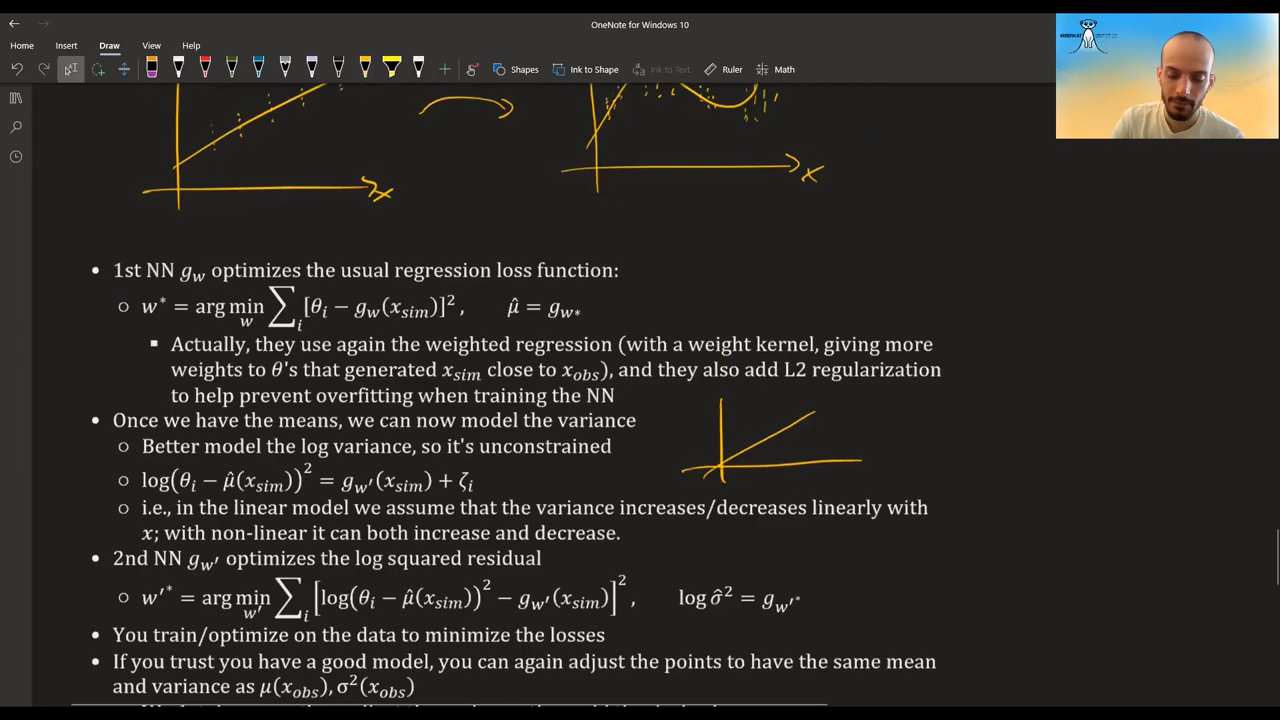 OneNote for Windows 10
Home Insert Draw View Help
Shapes Ink to Shape Ink to Text Ruler Math
MEERKAT
x
x
• 1st NN g_w optimizes the usual regression loss function:
○ w* = arg min_w ∑_i [θ_i − g_w(x_sim)]², μ̂ = g_w*
▪ Actually, they use again the weighted regression (with a weight kernel, giving more
weights to θ's that generated x_sim close to x_obs), and they also add L2 regularization
to help prevent overfitting when training the NN
• Once we have the means, we can now model the variance
○ Better model the log variance, so it's unconstrained
○ log(θ_i − μ̂(x_sim))² = g_w′(x_sim) + ζ_i
○ i.e., in the linear model we assume that the variance increases/decreases linearly with
x; with non-linear it can both increase and decrease.
• 2nd NN g_w′ optimizes the log squared residual
○ w′* = arg min_w′ ∑_i [log(θ_i − μ̂(x_sim))² − g_w′(x_sim)]², log σ̂² = g_w′*
• You train/optimize on the data to minimize the losses
• If you trust you have a good model, you can again adjust the points to have the same mean
and variance as μ(x_obs), σ²(x_obs)